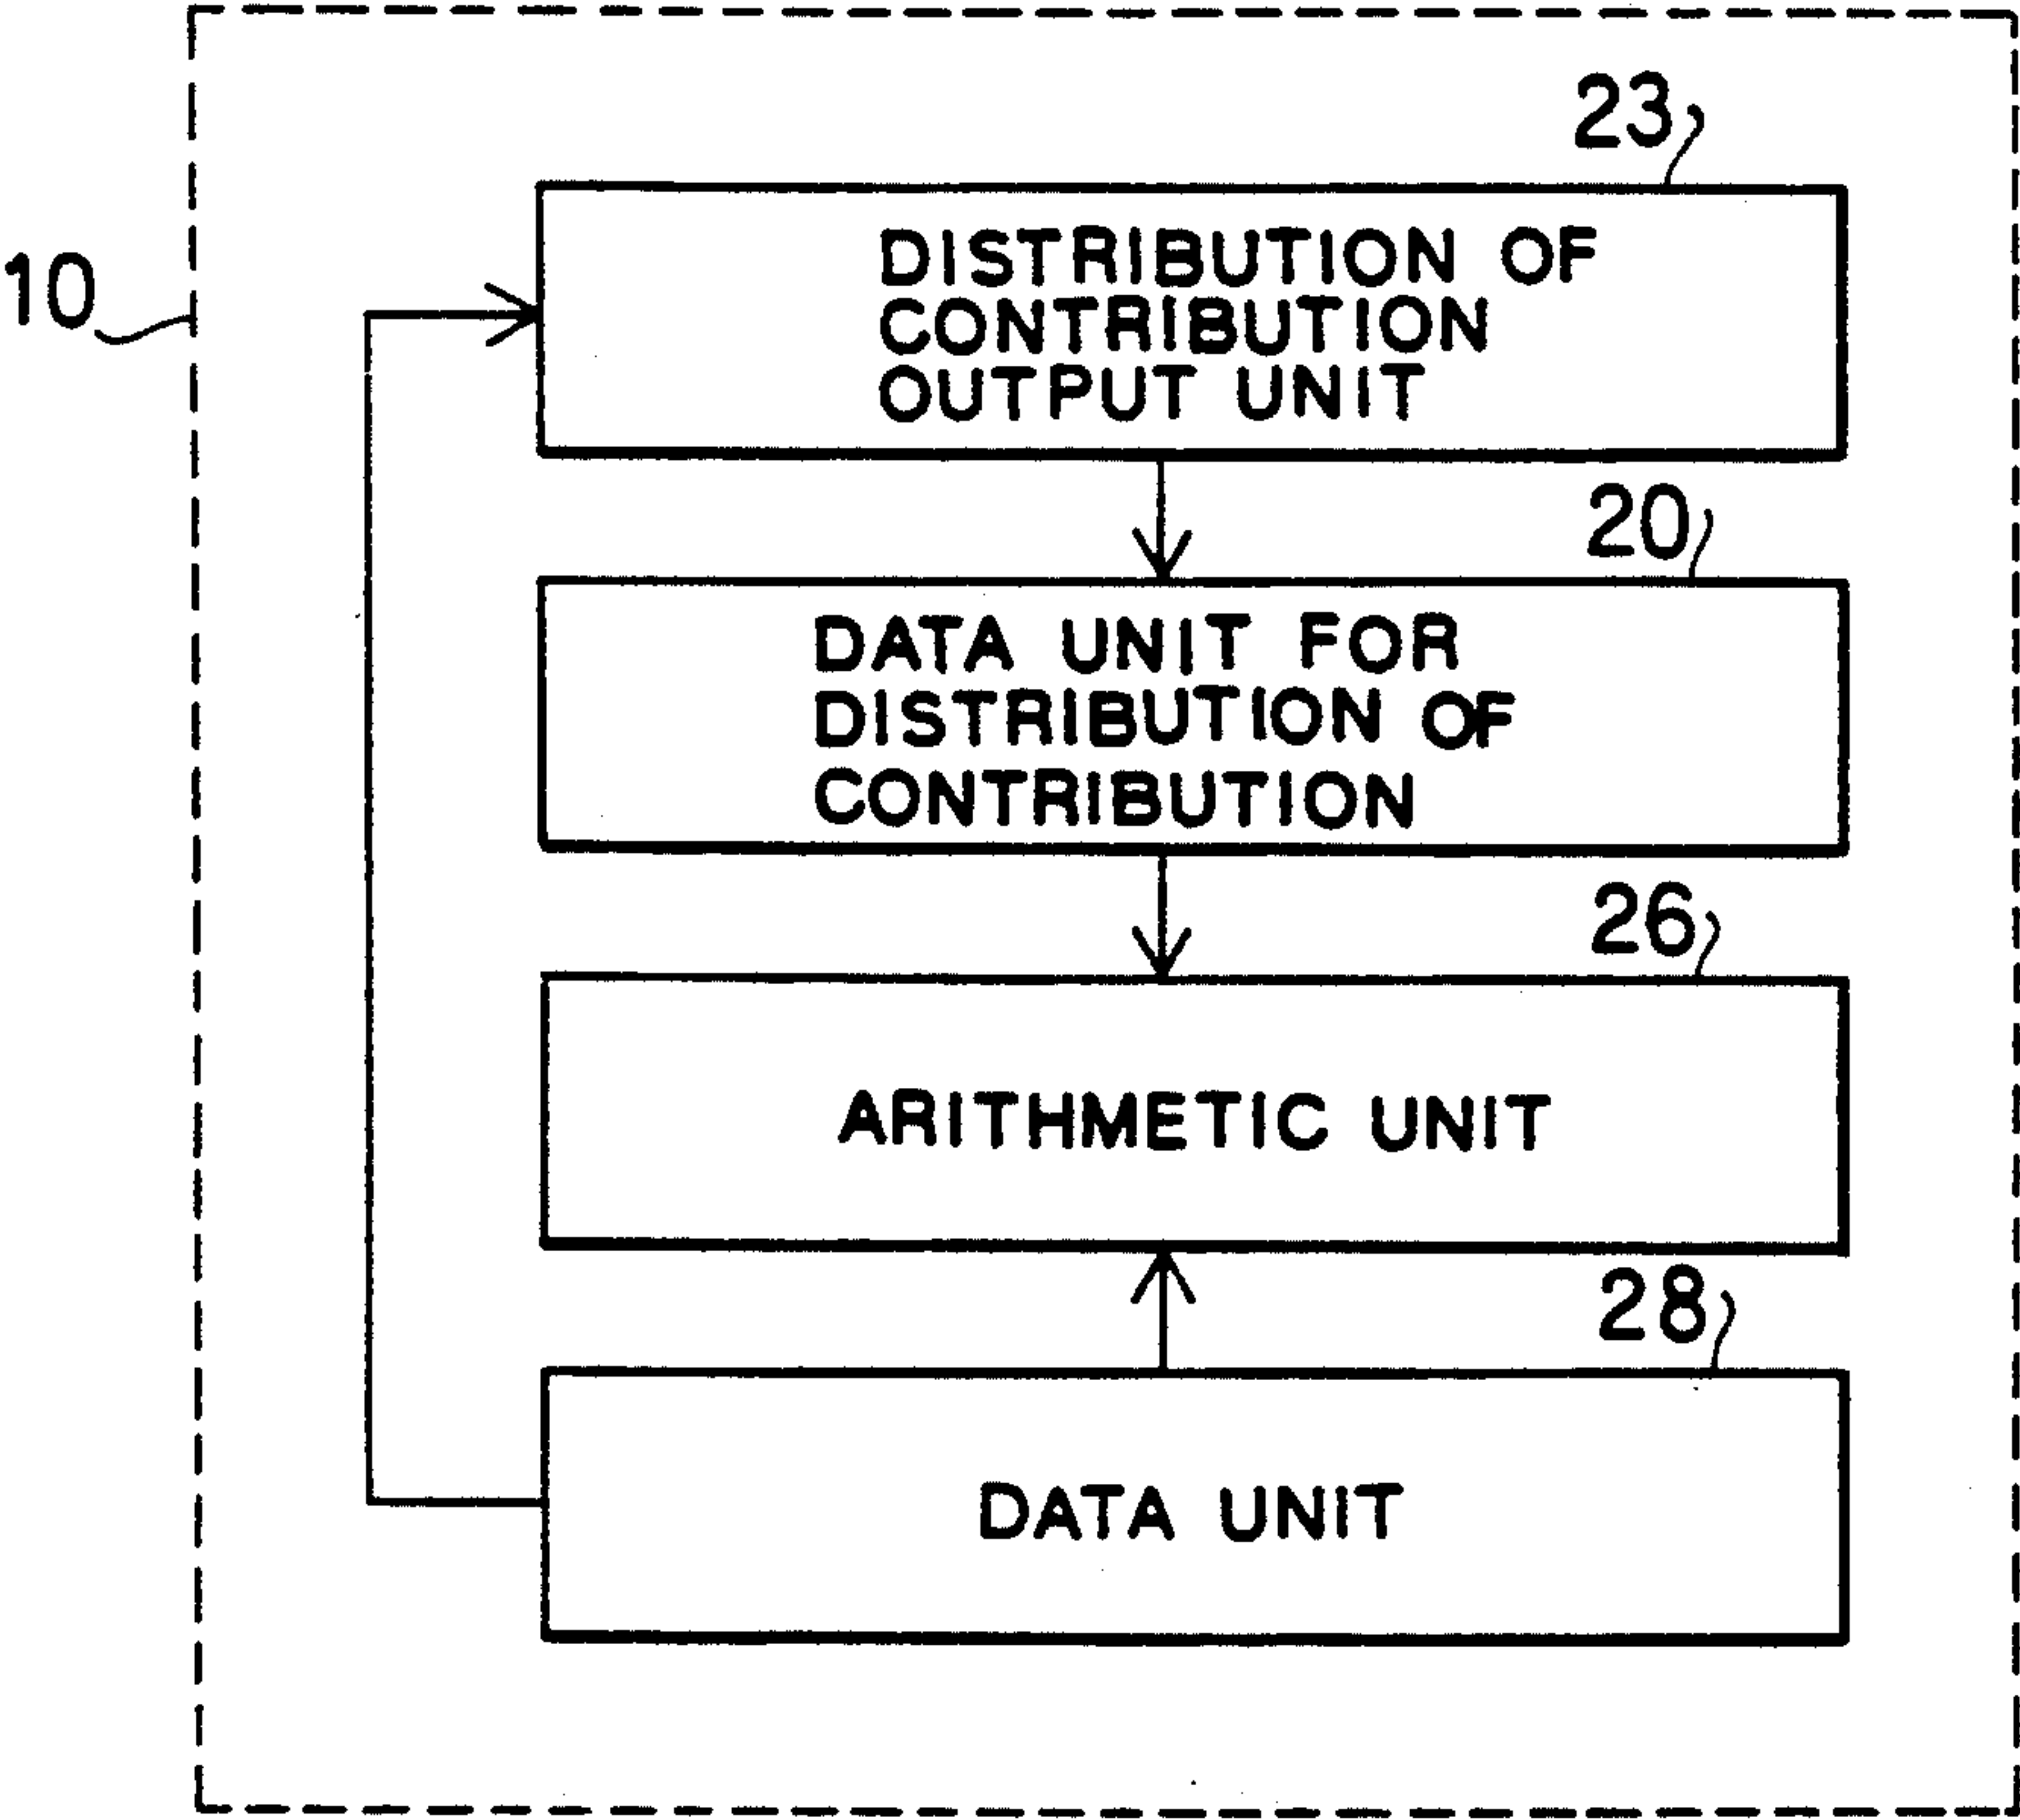 23
10
DISTRIBUTION OF
CONTRIBUTION
OUTPUT UNIT
20
DATA UNIT FOR
DISTRIBUTION OF
CONTRIBUTION
26
ARITHMETIC UNIT
28
DATA UNIT